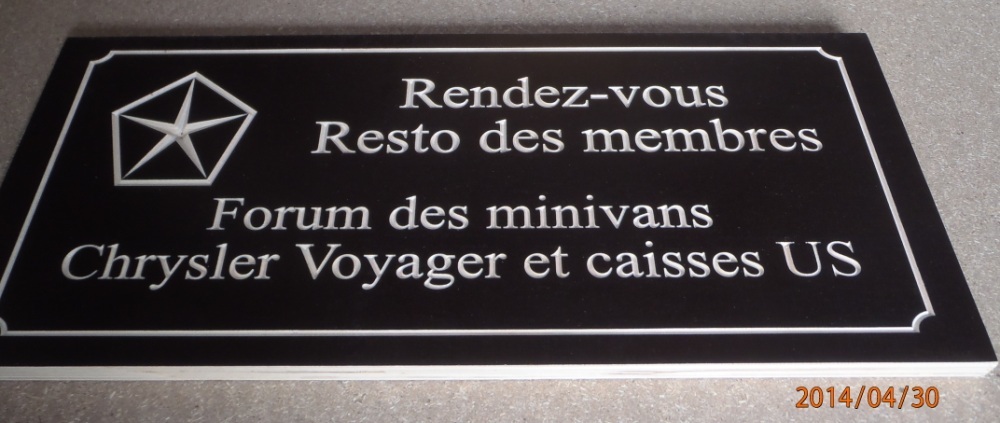 Rendez-vous
Resto des membres
Forum des minivans
Chrysler Voyager et caisses US
2014/04/30